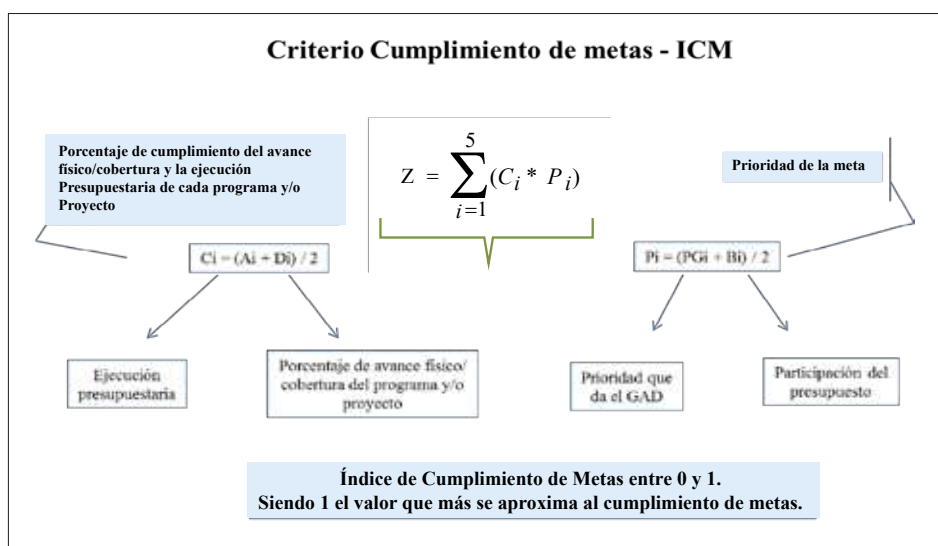 Criterio Cumplimiento de metas - ICM
Porcentaje de cumplimiento del avance
físico/cobertura y la ejecución
Presupuestaria de cada programa y/o
Proyecto
5
Z = ∑(C_i * P_i)
i=1
Prioridad de la meta
Ci = (Ai + Di) / 2
Pi = (PGi + Bi) / 2
Ejecución
presupuestaria
Porcentaje de avance físico/
cobertura del programa y/o
proyecto
Prioridad que
da el GAD
Participación del
presupuesto
Índice de Cumplimiento de Metas entre 0 y 1.
Siendo 1 el valor que más se aproxima al cumplimiento de metas.